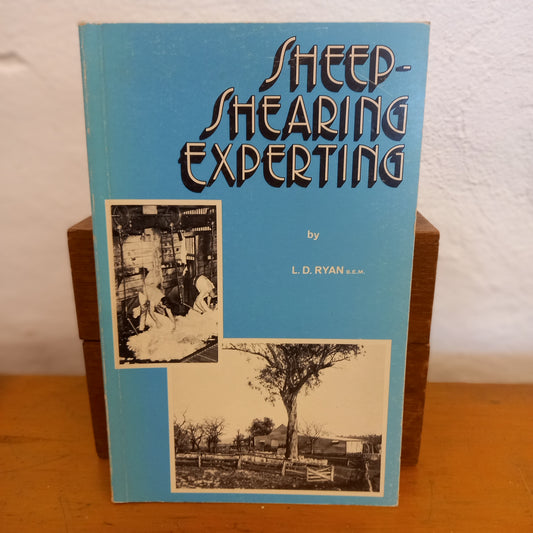 SHEEP-
SHEARING
EXPERTING
by
L. D. RYAN B.E.M.